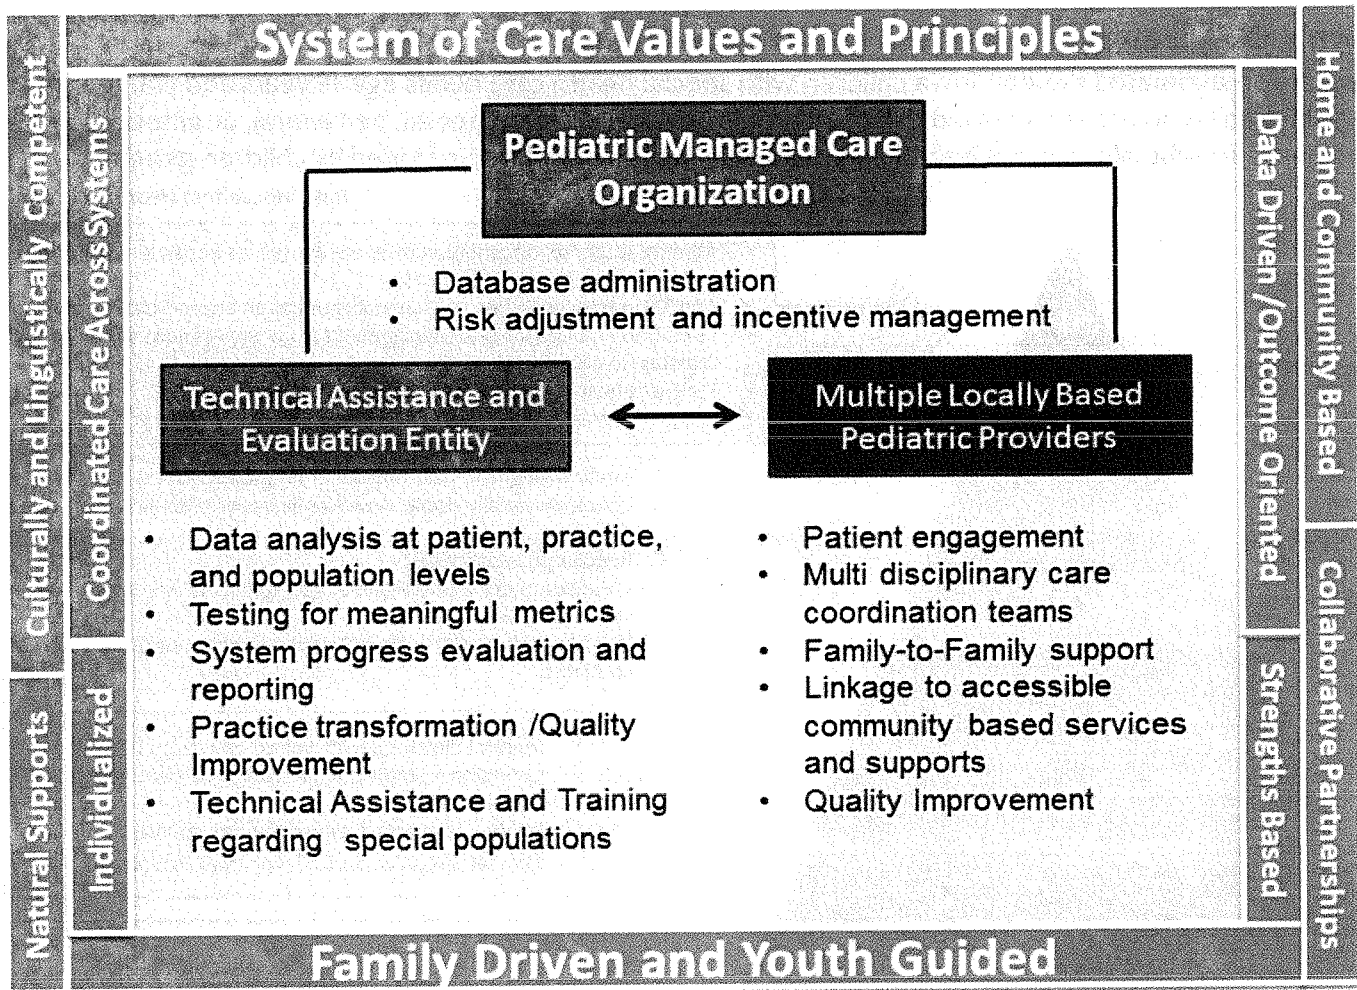 System of Care Values and Principles
Culturally and Linguistically Competent
Coordinated Care Across Systems
Natural Supports
Individualized
Pediatric Managed Care
Organization
• Database administration
• Risk adjustment and incentive management
Technical Assistance and
Evaluation Entity
• Data analysis at patient, practice,
and population levels
• Testing for meaningful metrics
• System progress evaluation and
reporting
• Practice transformation /Quality
Improvement
• Technical Assistance and Training
regarding special populations
Multiple Locally Based
Pediatric Providers
• Patient engagement
• Multi disciplinary care
coordination teams
• Family-to-Family support
• Linkage to accessible
community based services
and supports
• Quality Improvement
Data Driven /Outcome Oriented
Home and Community Based
Strengths Based
Collaborative Partnerships
Family Driven and Youth Guided